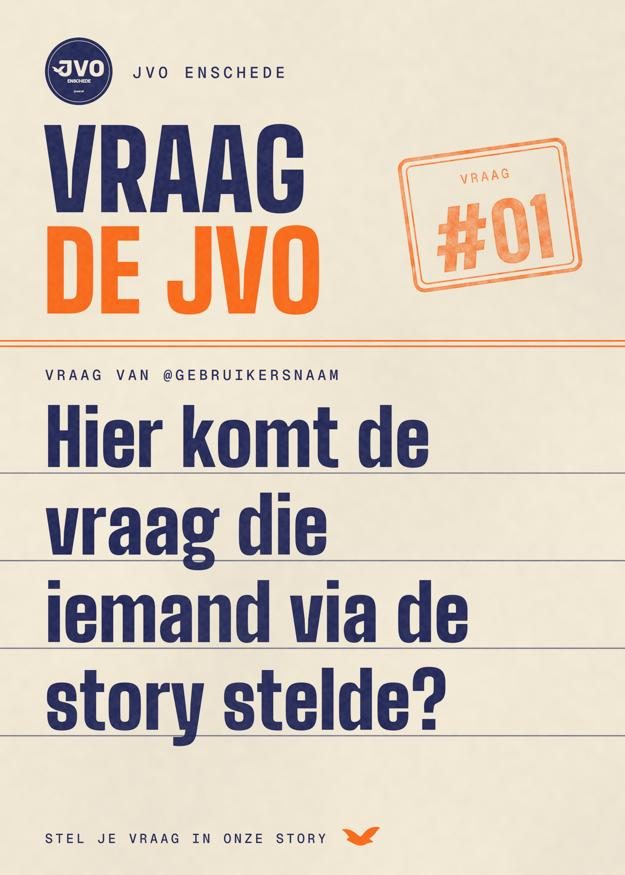 JVO
ENSCHEDE
JVO ENSCHEDE
VRAAG
DE JVO
VRAAG
#01
VRAAG VAN @GEBRUIKERSNAAM
Hier komt de
vraag die
iemand via de
story stelde?
STEL JE VRAAG IN ONZE STORY